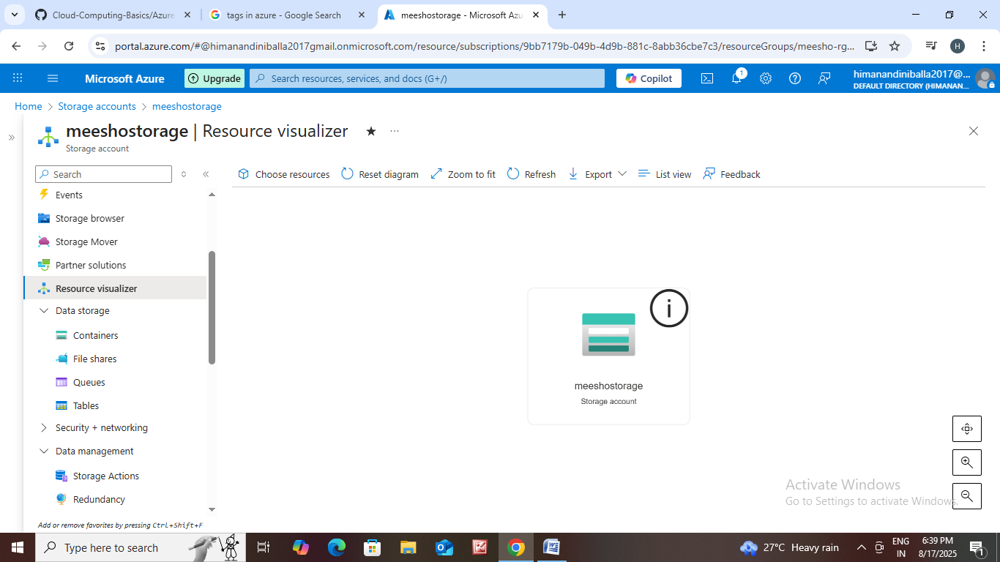 Cloud-Computing-Basics/Azure
tags in azure - Google Search
meeshostorage - Microsoft Azu
portal.azure.com/#@himanandiniballa2017gmail.onmicrosoft.com/resource/subscriptions/9bb7179b-049b-4d9b-881c-8abb36cbe7c3/resourceGroups/meesho-rg...
H
Microsoft Azure
Upgrade
Search resources, services, and docs (G+/)
Copilot
1
himanandiniballa2017@...
DEFAULT DIRECTORY (HIMANAN...
Home > Storage accounts > meeshostorage
meeshostorage | Resource visualizer
Storage account
Search
Choose resources
Reset diagram
Zoom to fit
Refresh
Export
List view
Feedback
Events
Storage browser
Storage Mover
Partner solutions
Resource visualizer
Data storage
Containers
File shares
Queues
Tables
Security + networking
Data management
Storage Actions
Redundancy
Add or remove favorites by pressing Ctrl+Shift+F
i
meeshostorage
Storage account
Activate Windows
Go to Settings to activate Windows.
Type here to search
27°C Heavy rain
ENG
IN
6:39 PM
8/17/2025
1